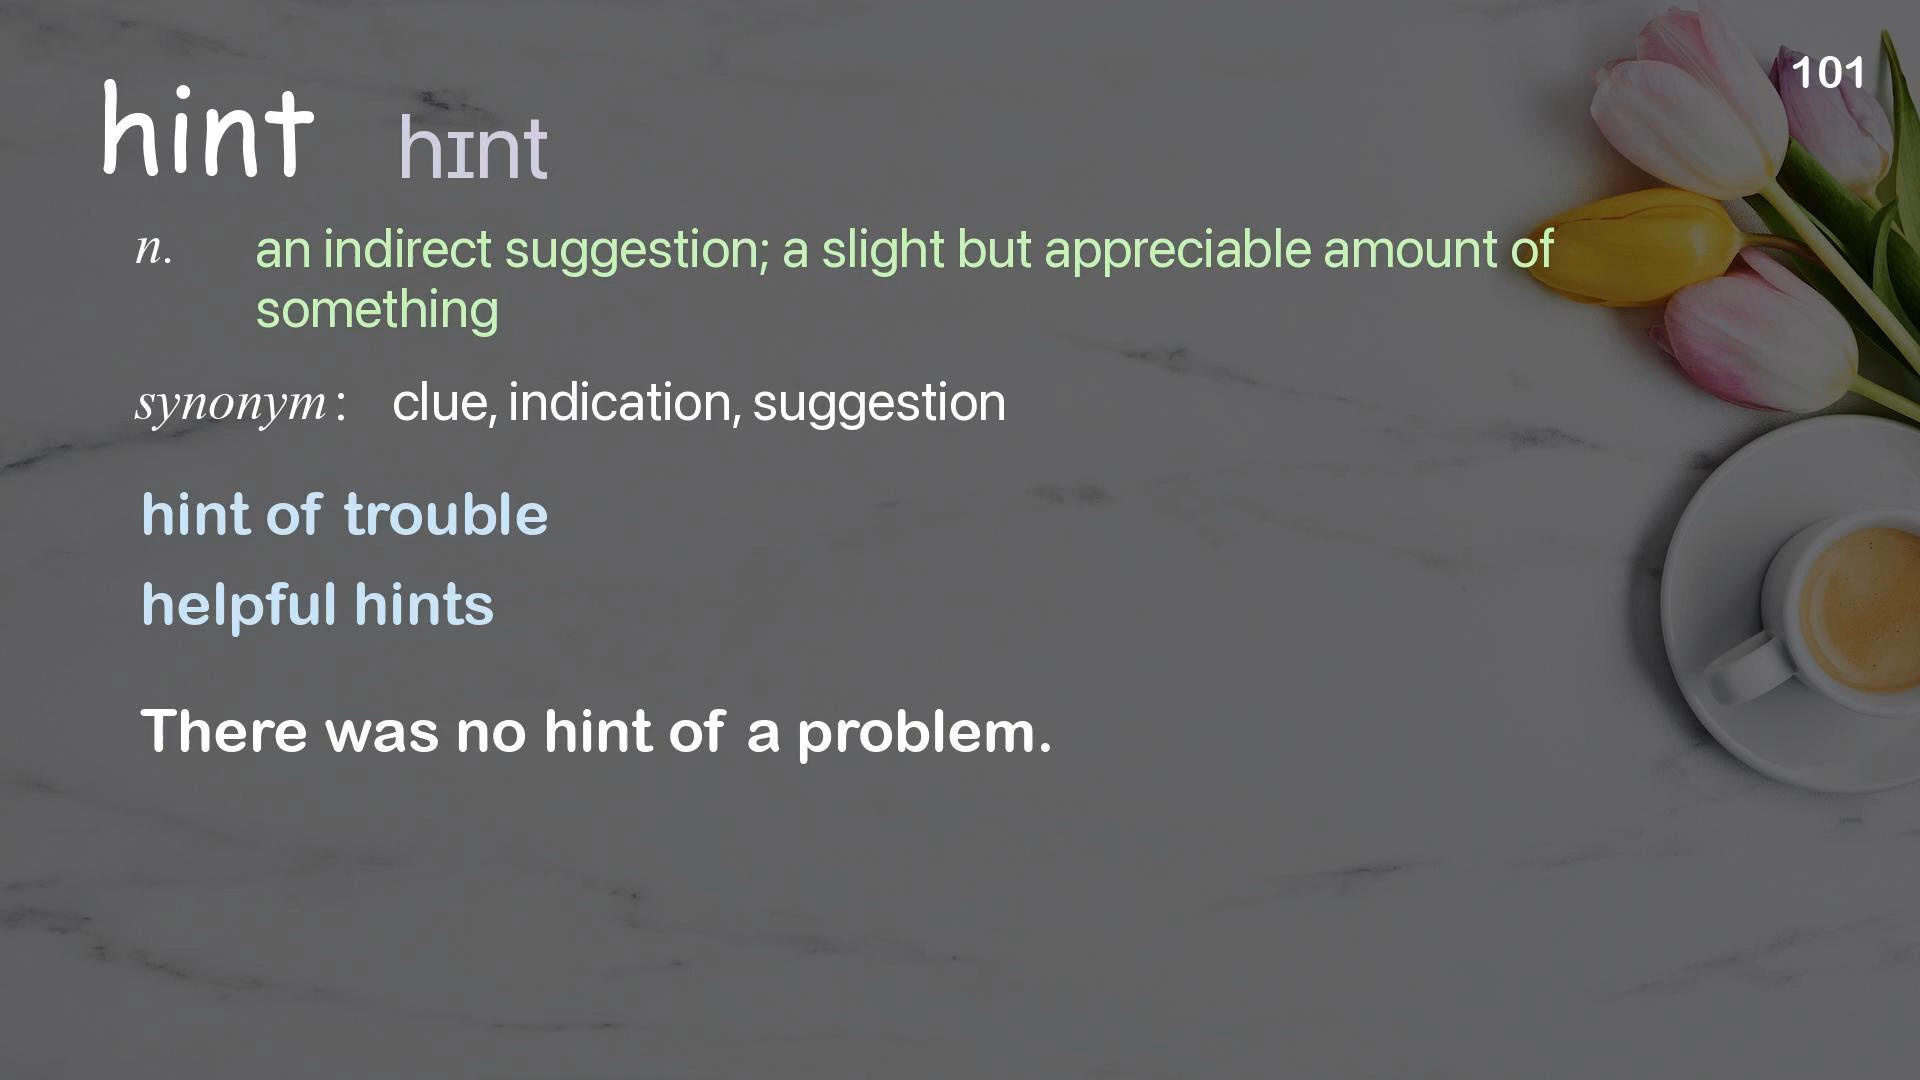 101
hint hɪnt
n. an indirect suggestion; a slight but appreciable amount of
something
synonym : clue, indication, suggestion
hint of trouble
helpful hints
There was no hint of a problem.